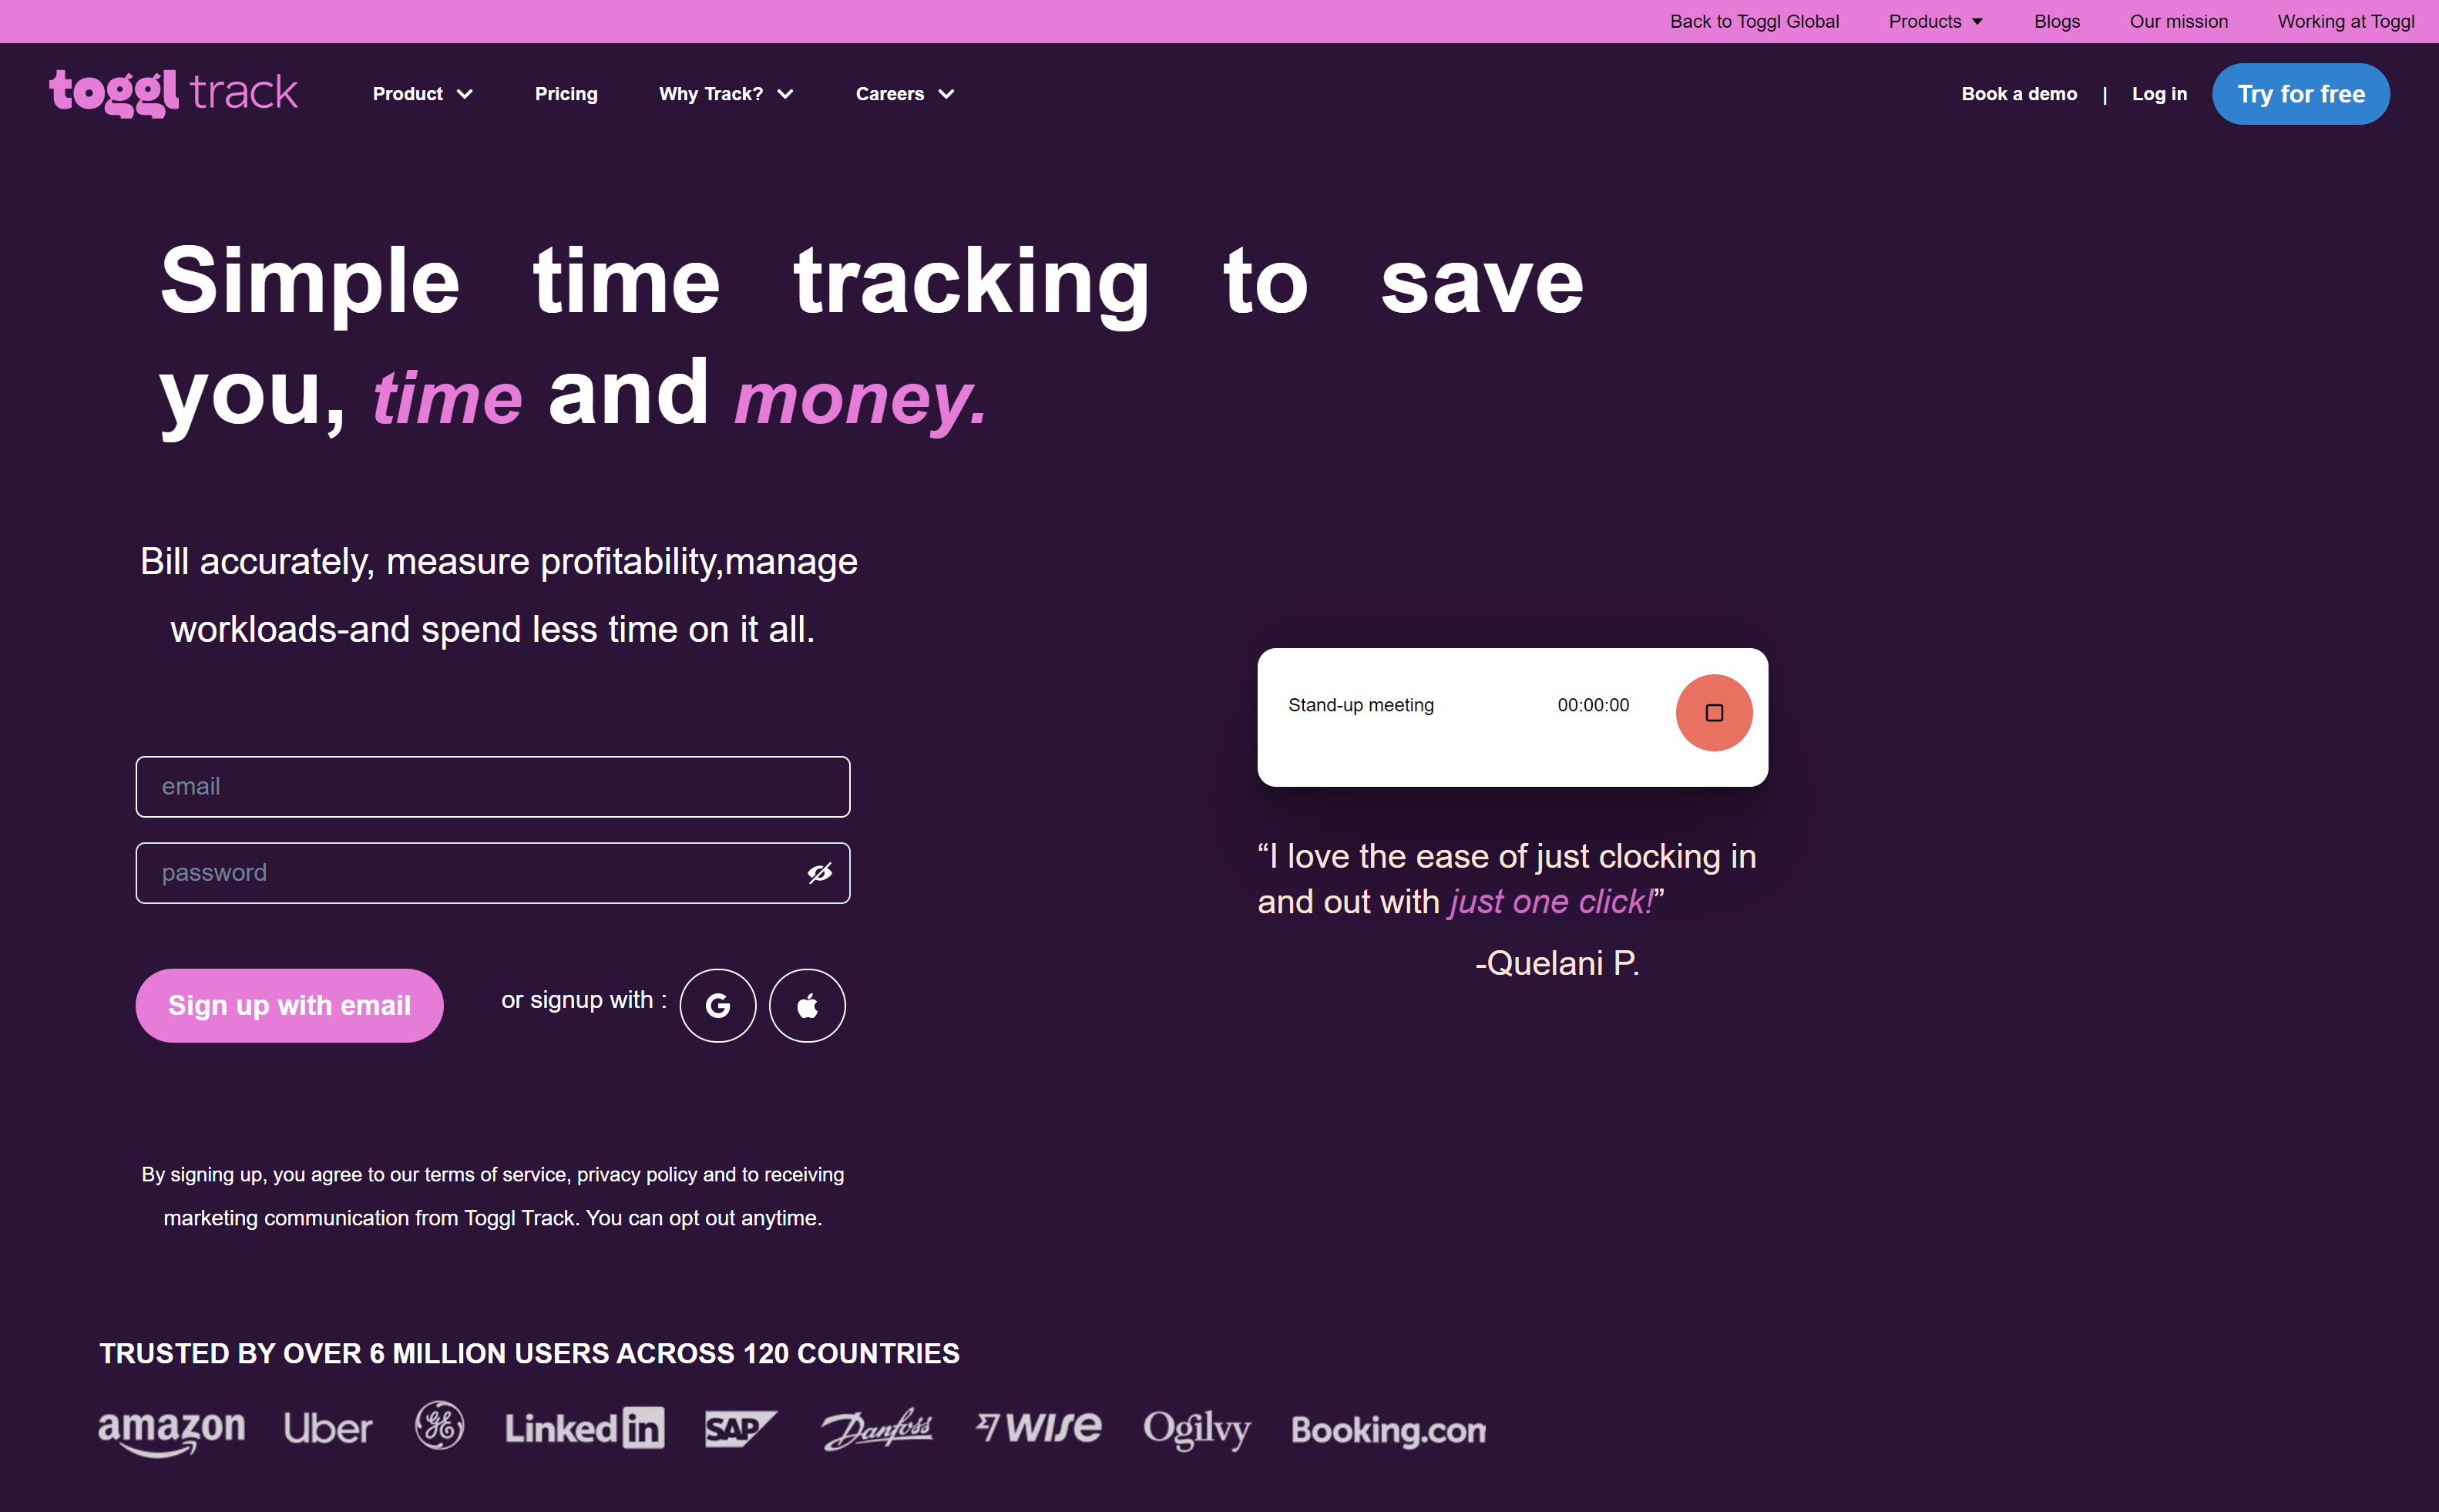 Back to Toggl Global Products Blogs Our mission Working at Toggl
toggl track Product Pricing Why Track? Careers Book a demo | Log in Try for free
Simple time tracking to save
you, time and money.
Bill accurately, measure profitability,manage
workloads-and spend less time on it all.
email
password
Sign up with email or signup with :
Stand-up meeting 00:00:00
“I love the ease of just clocking in
and out with just one click!”
-Quelani P.
By signing up, you agree to our terms of service, privacy policy and to receiving
marketing communication from Toggl Track. You can opt out anytime.
TRUSTED BY OVER 6 MILLION USERS ACROSS 120 COUNTRIES
amazon Uber GE LinkedIn SAP Danfoss WISE Ogilvy Booking.con